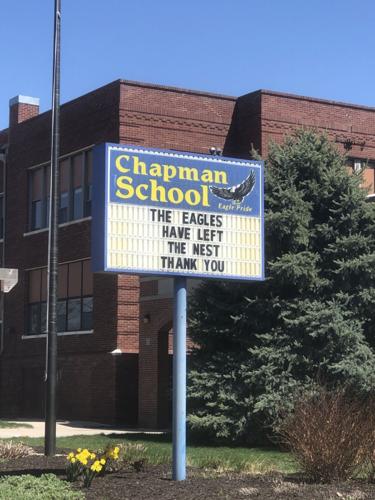 Chapman
School
Eagle Pride
THE EAGLES
HAVE LEFT
THE NEST
THANK YOU